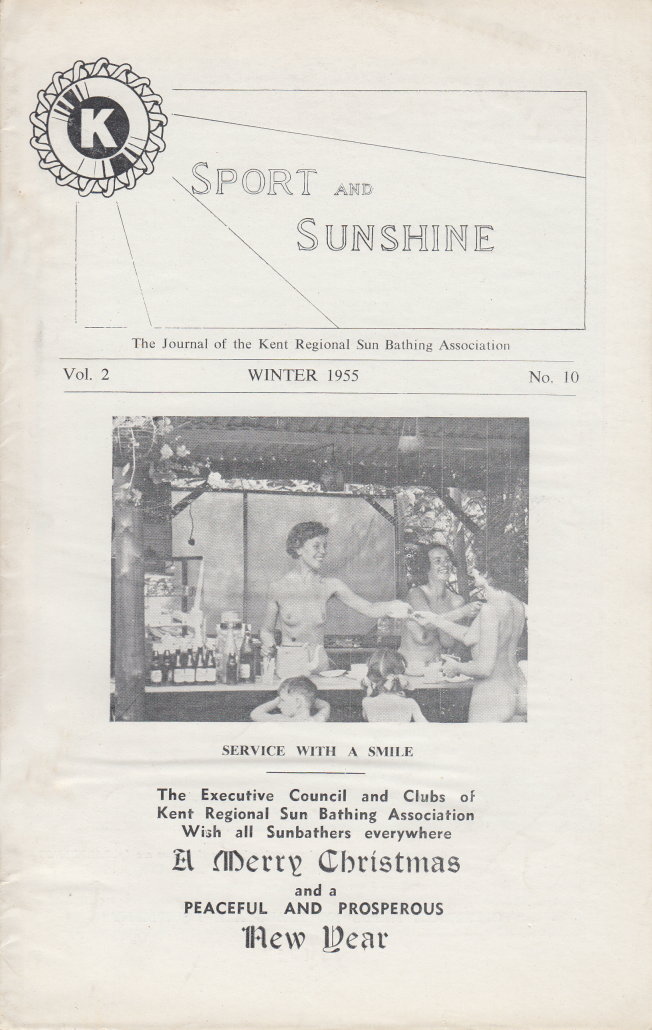 K
SPORT AND
SUNSHINE
The Journal of the Kent Regional Sun Bathing Association
Vol. 2 WINTER 1955 No. 10
SERVICE WITH A SMILE
The Executive Council and Clubs of
Kent Regional Sun Bathing Association
Wish all Sunbathers everywhere
A Merry Christmas
and a
PEACEFUL AND PROSPEROUS
New Year